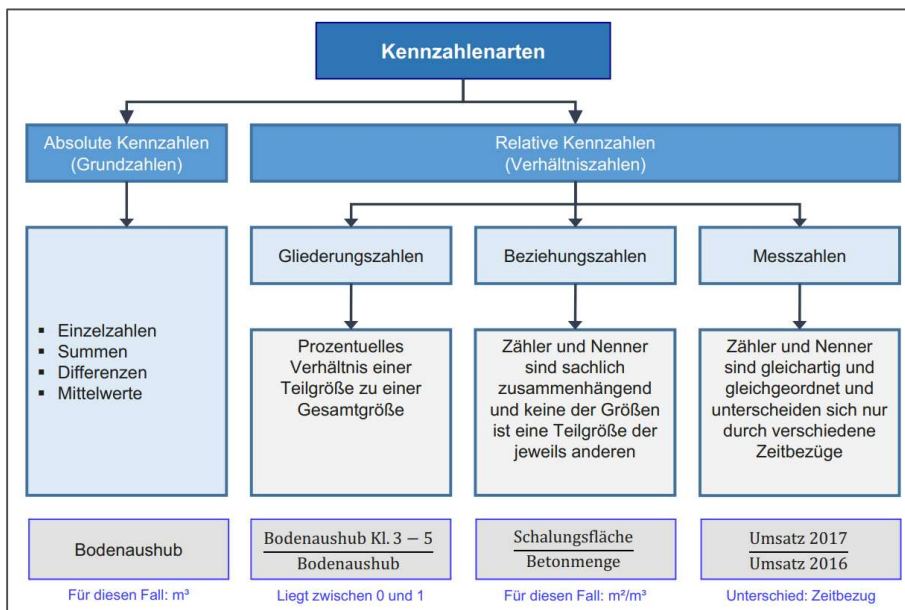 Kennzahlenarten
Absolute Kennzahlen
(Grundzahlen)
Relative Kennzahlen
(Verhältniszahlen)
Gliederungszahlen
Beziehungszahlen
Messzahlen
▪ Einzelzahlen
▪ Summen
▪ Differenzen
▪ Mittelwerte
Prozentuelles
Verhältnis einer
Teilgröße zu einer
Gesamtgröße
Zähler und Nenner
sind sachlich
zusammenhängend
und keine der Größen
ist eine Teilgröße der
jeweils anderen
Zähler und Nenner
sind gleichartig und
gleichgeordnet und
unterscheiden sich nur
durch verschiedene
Zeitbezüge
Bodenaushub
Bodenaushub Kl. 3 − 5
Bodenaushub
Schalungsfläche
Betonmenge
Umsatz 2017
Umsatz 2016
Für diesen Fall: m³
Liegt zwischen 0 und 1
Für diesen Fall: m²/m³
Unterschied: Zeitbezug